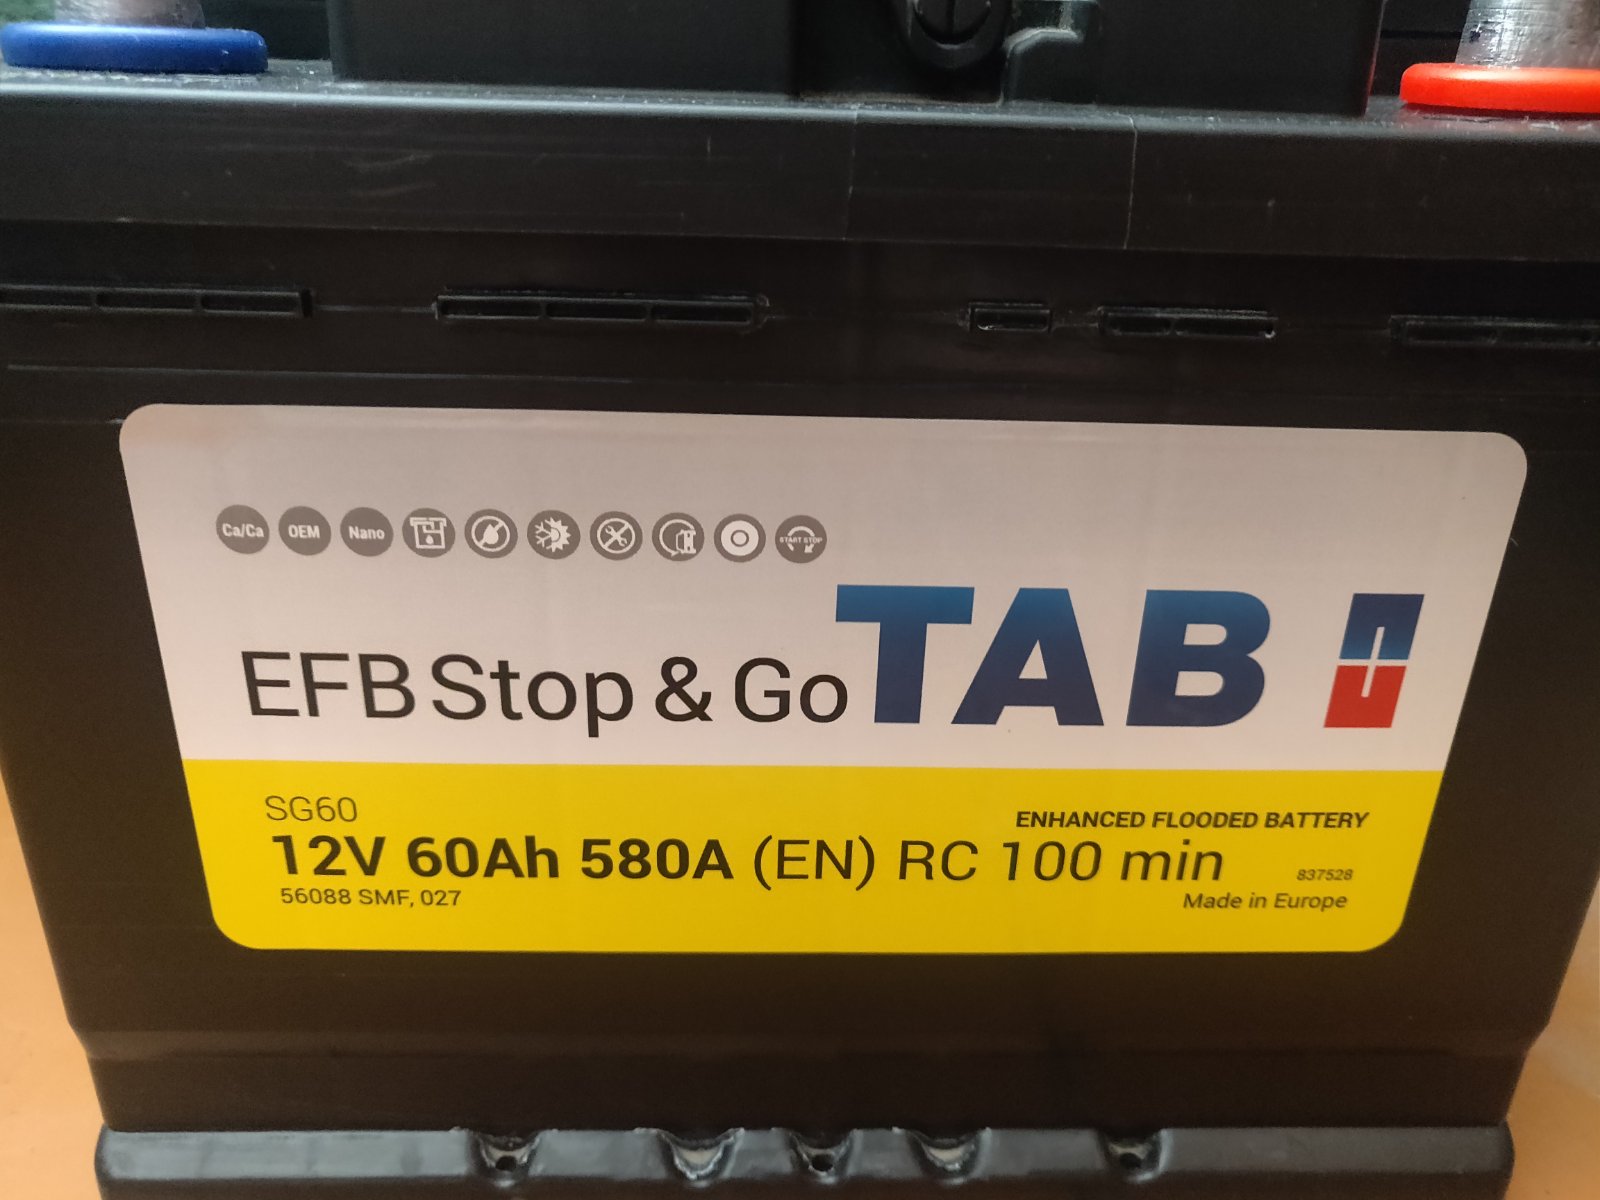 Ca/Ca OEM Nano START STOP
EFB Stop & Go TAB
SG60
ENHANCED FLOODED BATTERY
12V 60Ah 580A (EN) RC 100 min
837528
56088 SMF, 027
Made in Europe